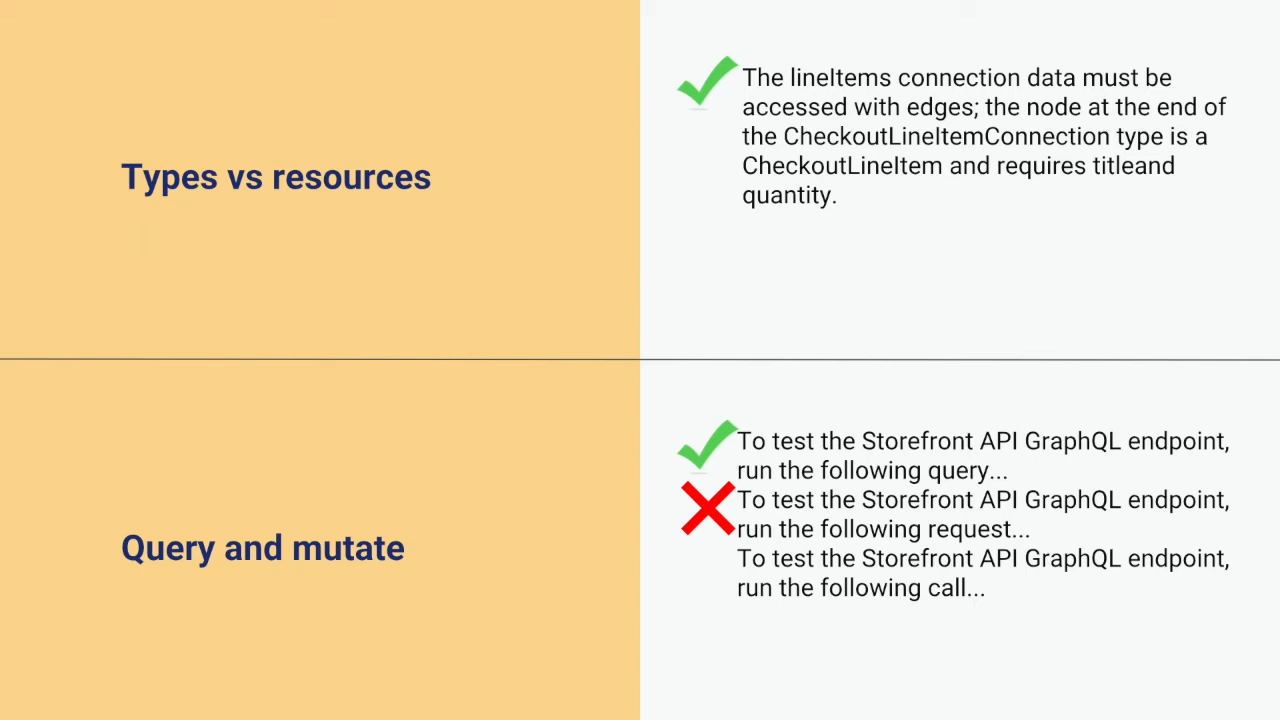 Types vs resources
The lineItems connection data must be
accessed with edges; the node at the end of
the CheckoutLineItemConnection type is a
CheckoutLineItem and requires titleand
quantity.
Query and mutate
To test the Storefront API GraphQL endpoint,
run the following query...
To test the Storefront API GraphQL endpoint,
run the following request...
To test the Storefront API GraphQL endpoint,
run the following call...